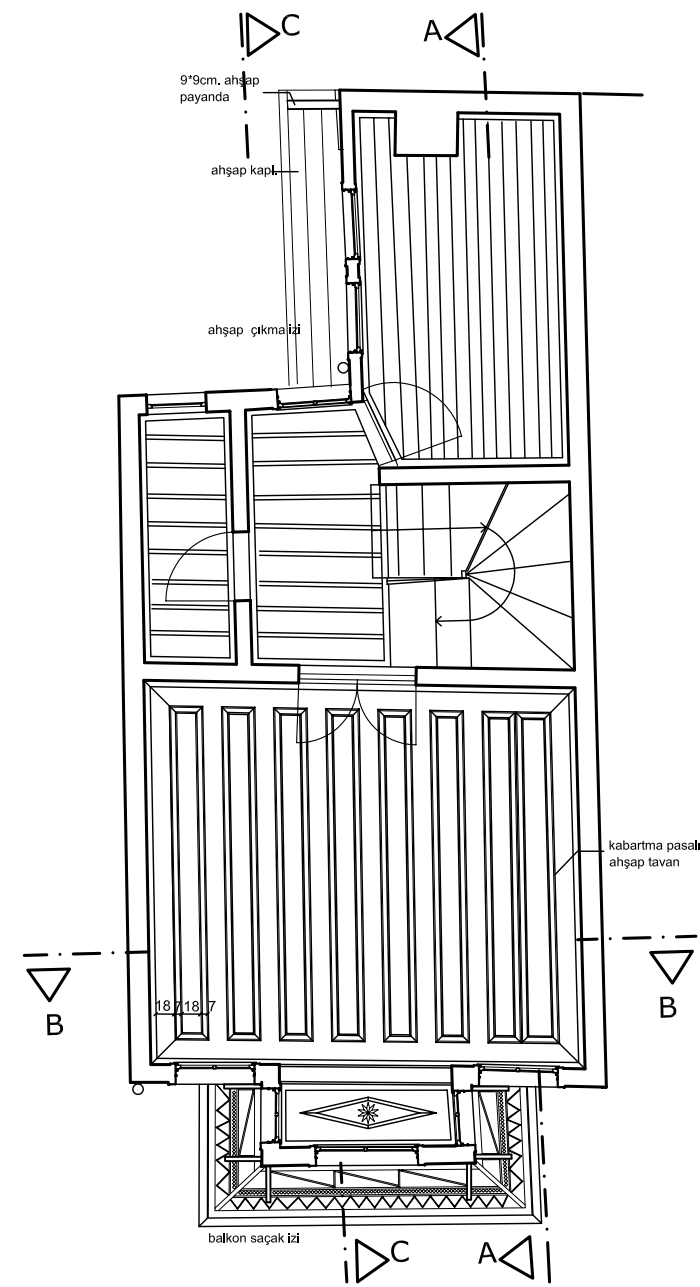 C
A
9*9cm. ahşap
payanda
ahşap kapl.
ahşap çıkma izi
kabartma pasalı
ahşap tavan
18 7 18 7
B
B
balkon saçak izi
C
A